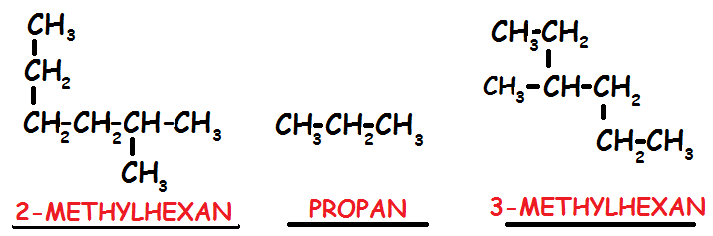 CH₃
CH₂
CH₂-CH₂-CH-CH₃
CH₃
2-METHYLHEXAN
CH₃-CH₂-CH₃
PROPAN
CH₃-CH₂
CH₃-CH-CH₂
CH₂-CH₃
3-METHYLHEXAN